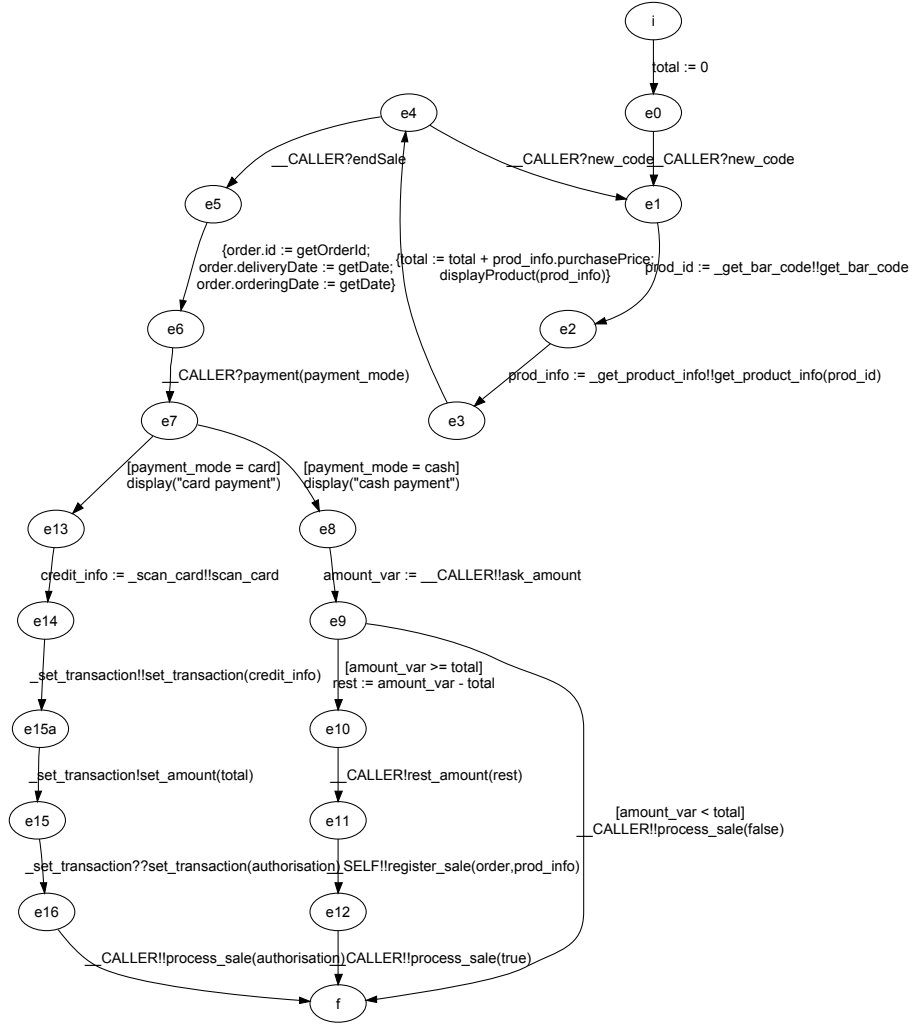 i
total := 0
e4
e0
__CALLER?endSale
__CALLER?new_code
__CALLER?new_code
e5
e1
{order.id := getOrderId;
order.deliveryDate := getDate;
order.orderingDate := getDate}
{total := total + prod_info.purchasePrice;
displayProduct(prod_info)}
prod_id := _get_bar_code!!get_bar_code
e6
e2
__CALLER?payment(payment_mode)
prod_info := _get_product_info!!get_product_info(prod_id)
e7
e3
[payment_mode = card]
display("card payment")
[payment_mode = cash]
display("cash payment")
e13
e8
credit_info := _scan_card!!scan_card
amount_var := __CALLER!!ask_amount
e14
e9
_set_transaction!!set_transaction(credit_info)
[amount_var >= total]
rest := amount_var - total
e15a
e10
_set_transaction!set_amount(total)
__CALLER!rest_amount(rest)
[amount_var < total]
__CALLER!!process_sale(false)
e15
e11
_set_transaction??set_transaction(authorisation)
_SELF!!register_sale(order,prod_info)
e16
e12
__CALLER!!process_sale(authorisation)
__CALLER!!process_sale(true)
f